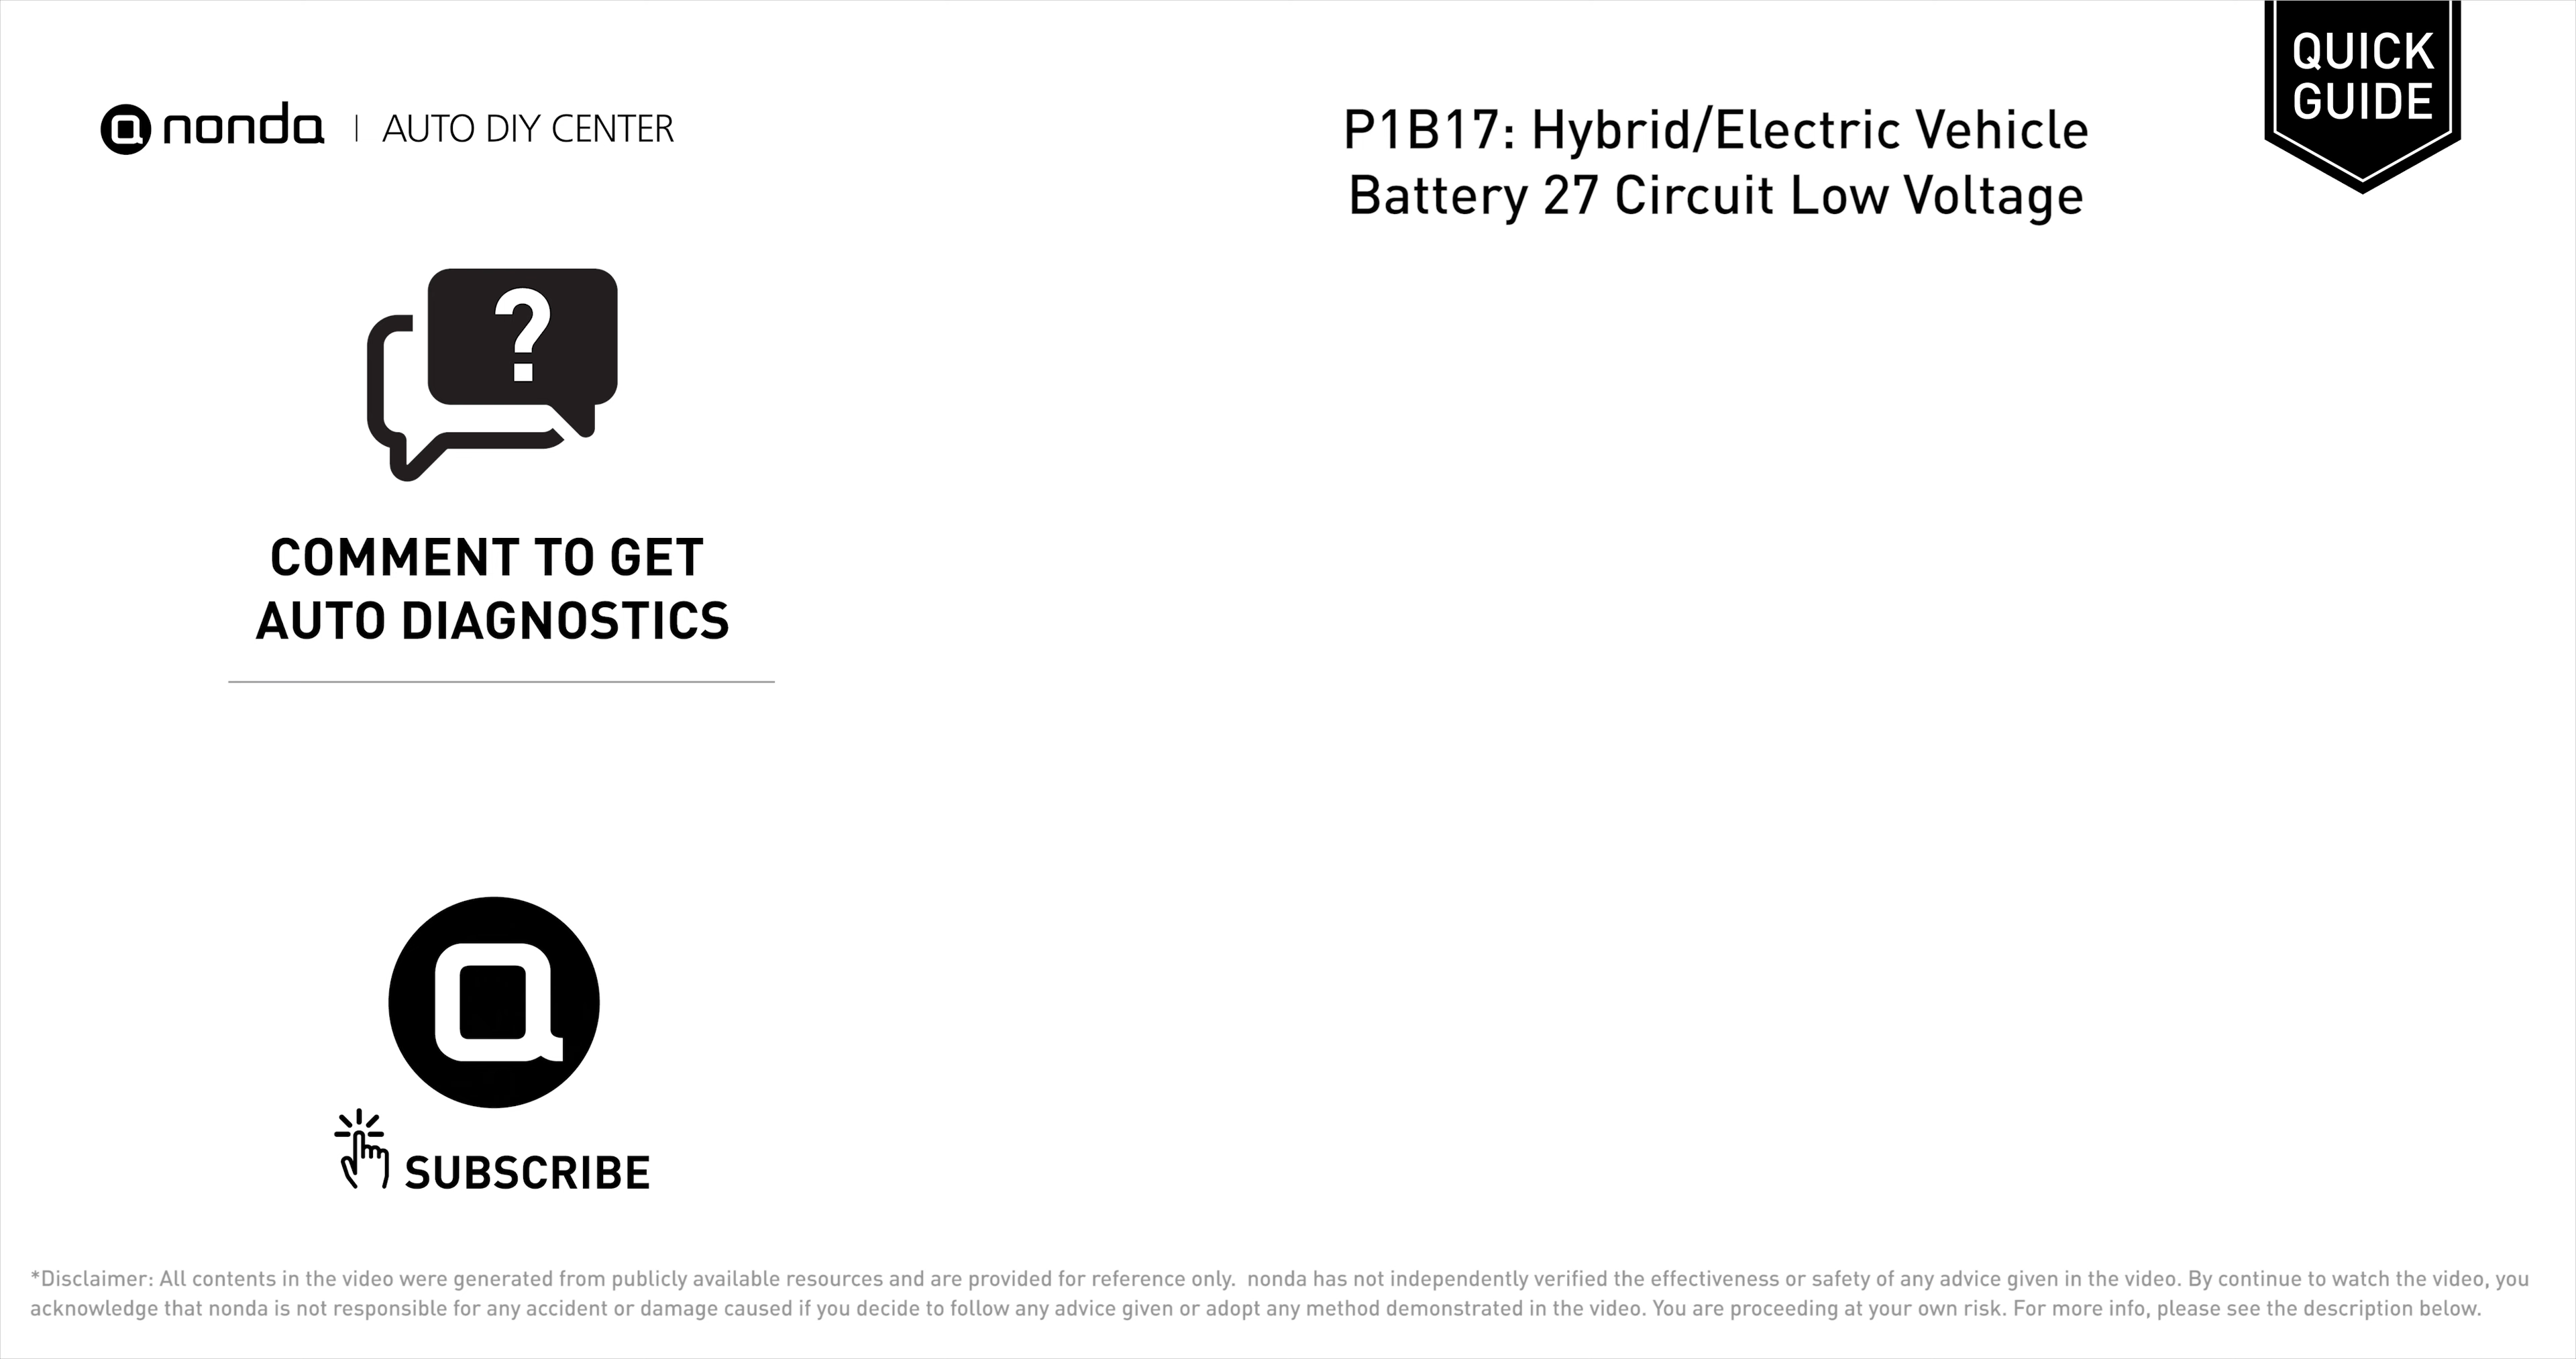 nonda | AUTO DIY CENTER
P1B17: Hybrid/Electric Vehicle
Battery 27 Circuit Low Voltage
QUICK
GUIDE
?
COMMENT TO GET
AUTO DIAGNOSTICS
SUBSCRIBE
*Disclaimer: All contents in the video were generated from publicly available resources and are provided for reference only. nonda has not independently verified the effectiveness or safety of any advice given in the video. By continue to watch the video, you
acknowledge that nonda is not responsible for any accident or damage caused if you decide to follow any advice given or adopt any method demonstrated in the video. You are proceeding at your own risk. For more info, please see the description below.